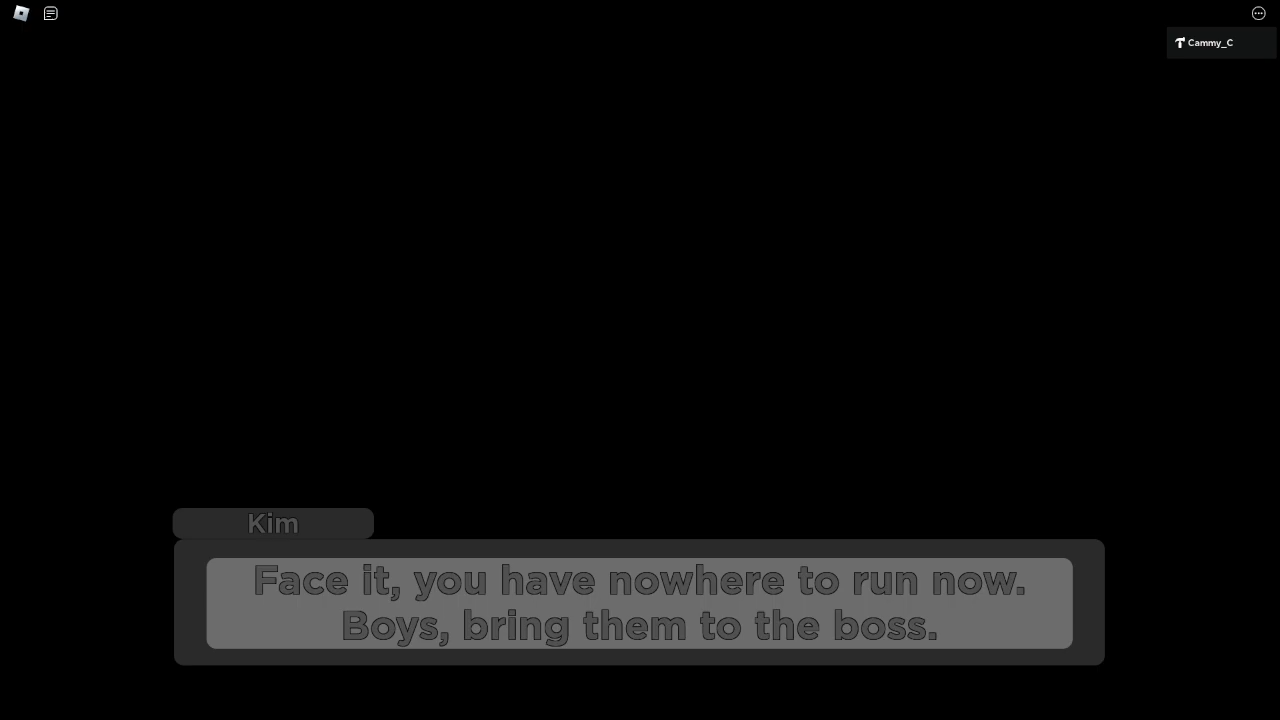 Cammy_C
Kim
Face it, you have nowhere to run now.
Boys, bring them to the boss.